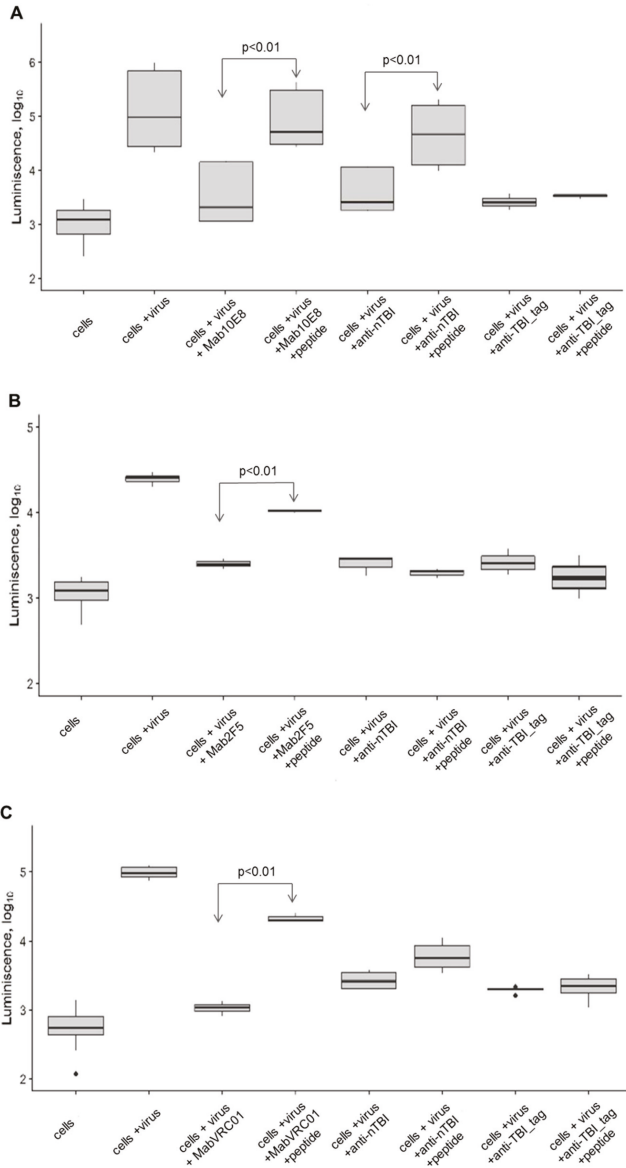 A
Luminiscence, log10
6
5
4
3
2
p<0.01
p<0.01
cells
cells +virus
cells + virus
+ Mab10E8
cells +virus
+Mab10E8
+peptide
cells +virus
+anti-nTBI
cells + virus
+anti-nTBI
+peptide
cells +virus
+anti-TBI_tag
cells + virus
+anti-TBI_tag
+peptide
B
Luminiscence, log10
5
4
3
2
p<0.01
cells
cells +virus
cells + virus
+ Mab2F5
cells +virus
+Mab2F5
+peptide
cells +virus
+anti-nTBI
cells + virus
+anti-nTBI
+peptide
cells +virus
+anti-TBI_tag
cells + virus
+anti-TBI_tag
+peptide
C
Luminiscence, log10
5
4
3
2
p<0.01
cells
cells +virus
cells +virus
+ MabVRC01
cells +virus
+MabVRC01
+peptide
cells +virus
+anti-nTBI
cells + virus
+anti-nTBI
+peptide
cells +virus
+anti-TBI_tag
cells + virus
+anti-TBI_tag
+peptide